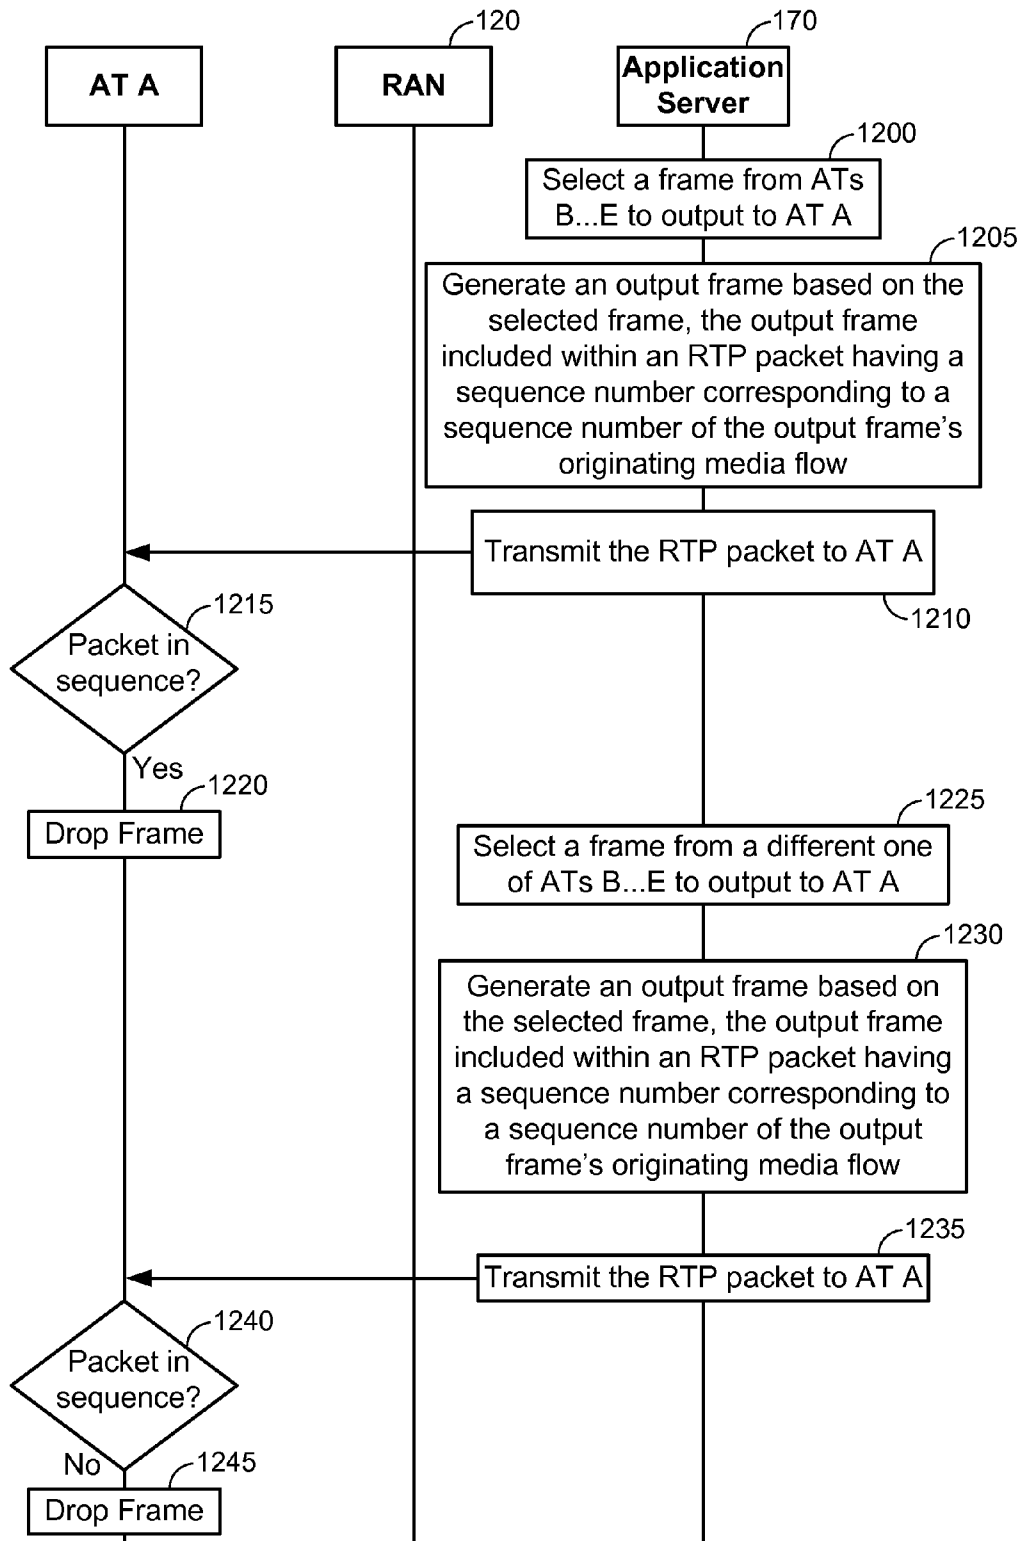 120
170
AT A
RAN
Application
Server
1200
Select a frame from ATs
B...E to output to AT A
1205
Generate an output frame based on the
selected frame, the output frame
included within an RTP packet having a
sequence number corresponding to a
sequence number of the output frame's
originating media flow
Transmit the RTP packet to AT A
1210
1215
Packet in
sequence?
Yes
1220
Drop Frame
1225
Select a frame from a different one
of ATs B...E to output to AT A
1230
Generate an output frame based on
the selected frame, the output frame
included within an RTP packet having
a sequence number corresponding to
a sequence number of the output
frame's originating media flow
1235
Transmit the RTP packet to AT A
1240
Packet in
sequence?
No
1245
Drop Frame